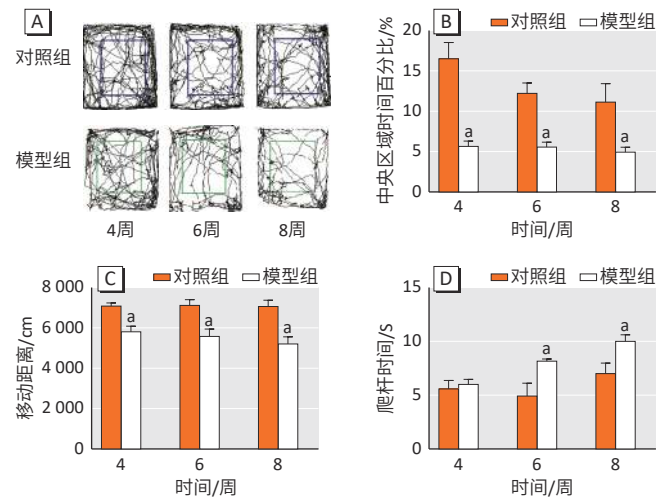 A
对照组
模型组
4周 6周 8周
B
对照组 模型组
中央区域时间百分比/%
20
15
10
5
0
a a a
4 6 8
时间/周
C
对照组 模型组
移动距离/cm
8 000
6 000
4 000
2 000
0
a a a
4 6 8
时间/周
D
对照组 模型组
爬杆时间/s
15
10
5
0
a a
4 6 8
时间/周